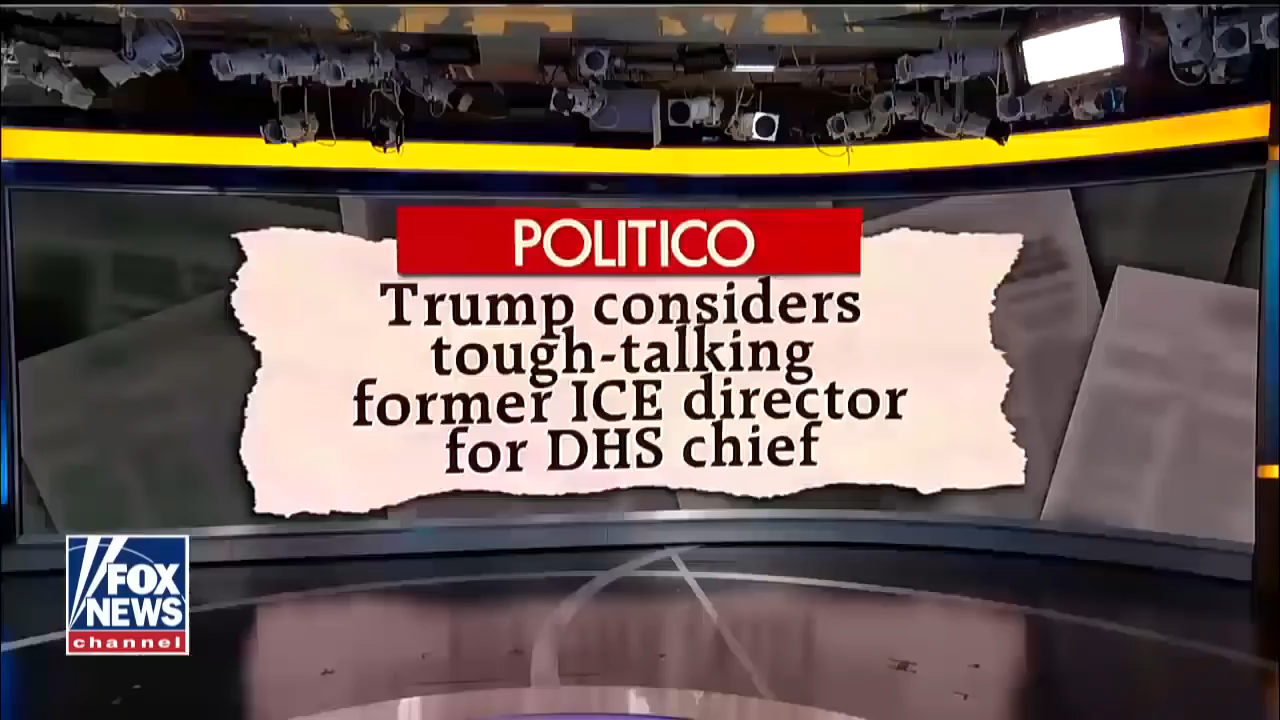 POLITICO
Trump considers
tough-talking
former ICE director
for DHS chief
FOX
NEWS
channel